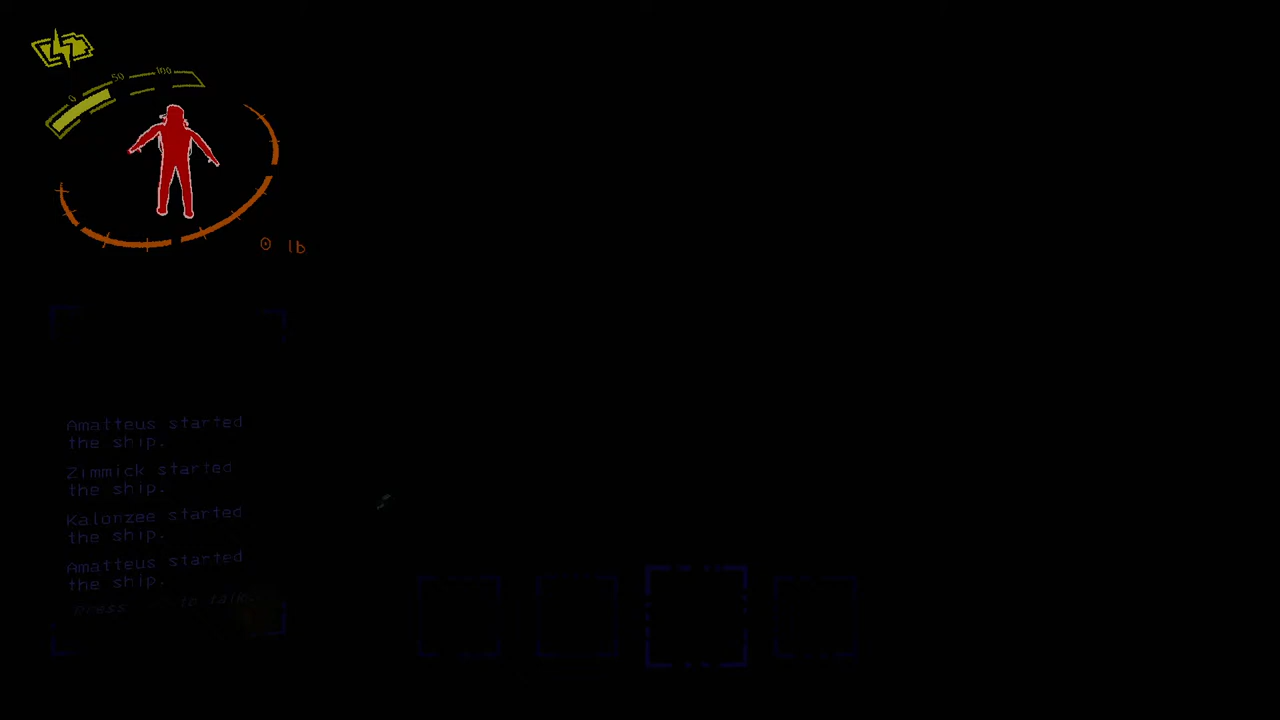 0 50 100
0 lb
Amatteus started
the ship.
Zimmick started
the ship.
Kalonzee started
the ship.
Amatteus started
the ship.
Press to talk